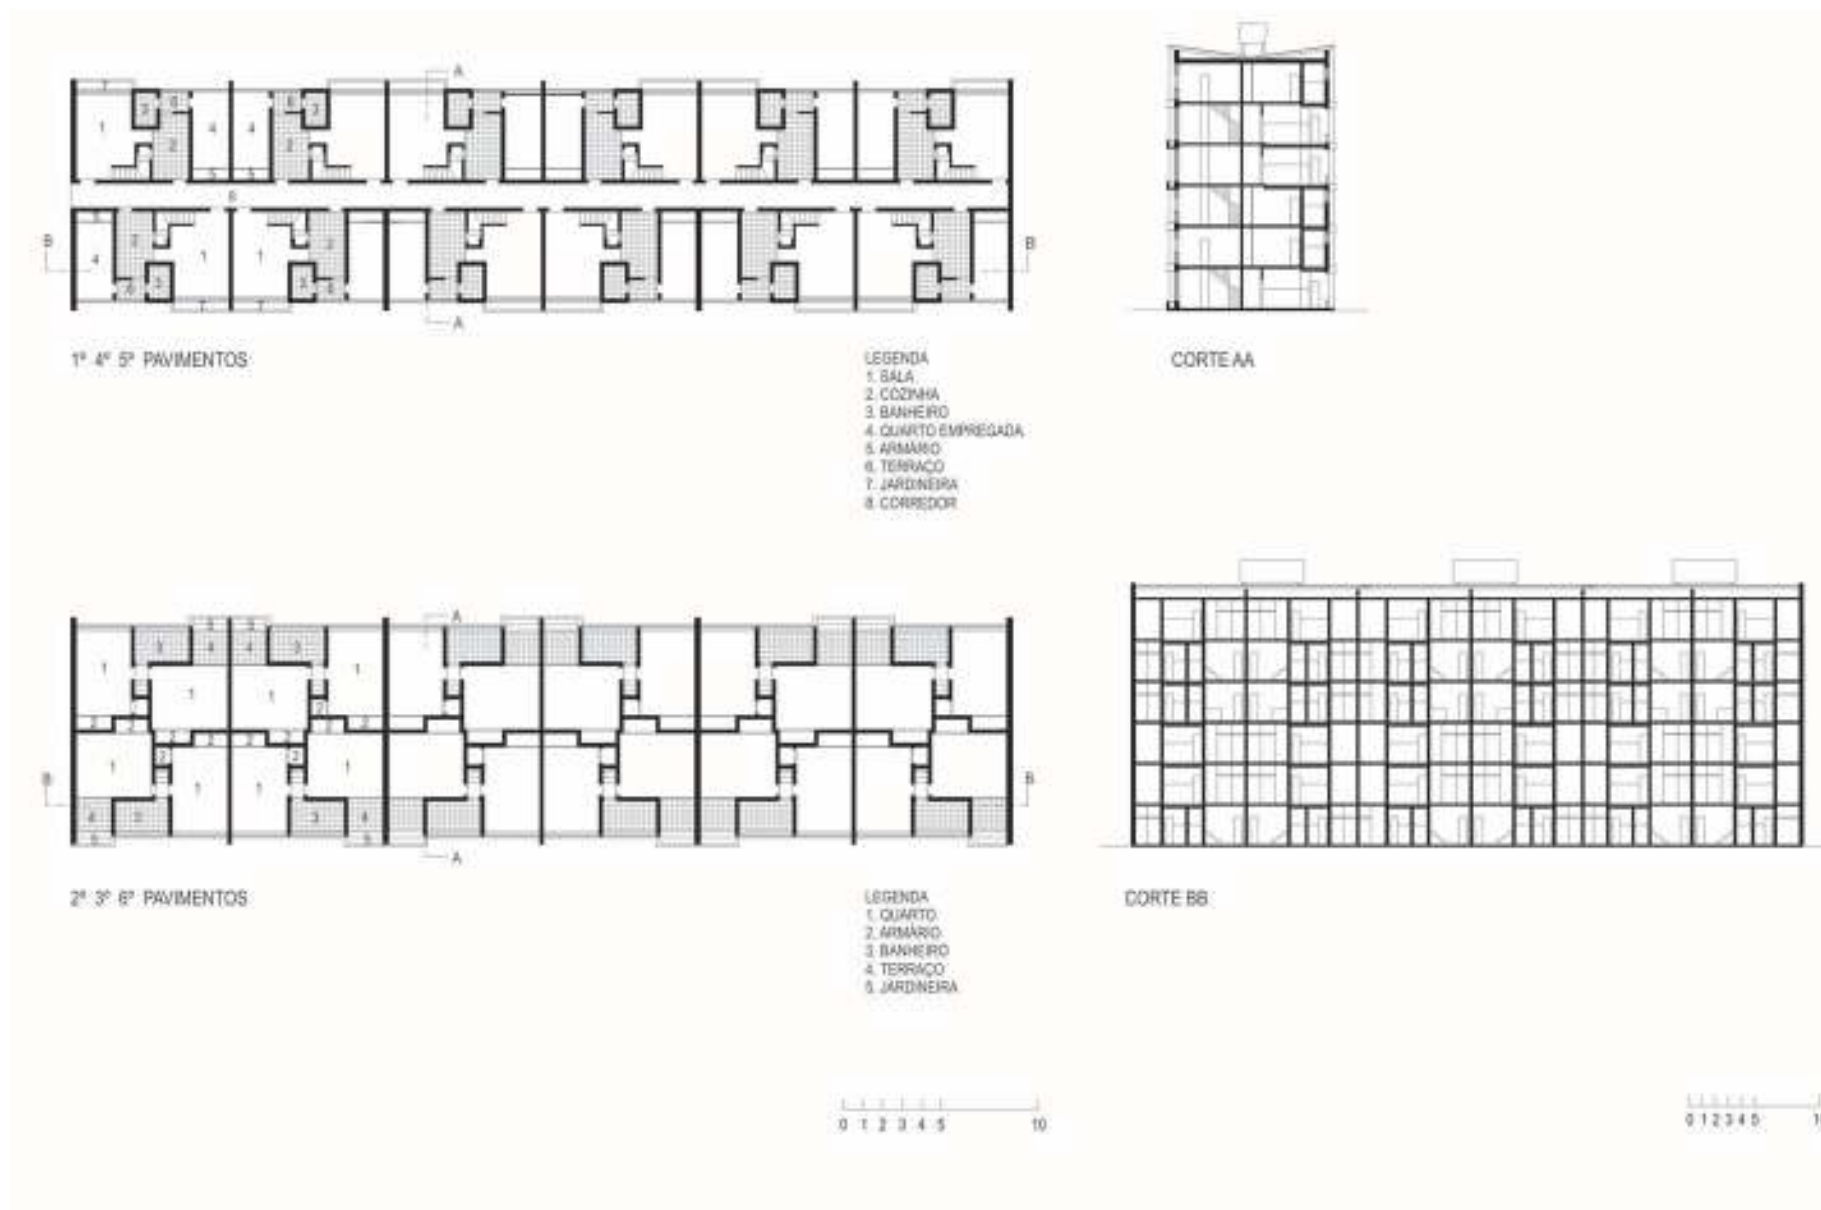 A
B
B
A
1º 4º 5º PAVIMENTOS
LEGENDA
1. SALA
2. COZINHA
3. BANHEIRO
4. QUARTO EMPREGADA
5. ARMÁRIO
6. TERRAÇO
7. JARDINEIRA
8. CORREDOR
CORTE AA
A
B
B
A
2º 3º 6º PAVIMENTOS
LEGENDA
1. QUARTO
2. ARMÁRIO
3. BANHEIRO
4. TERRAÇO
5. JARDINEIRA
CORTE BB
0 1 2 3 4 5 10
0 1 2 3 4 5